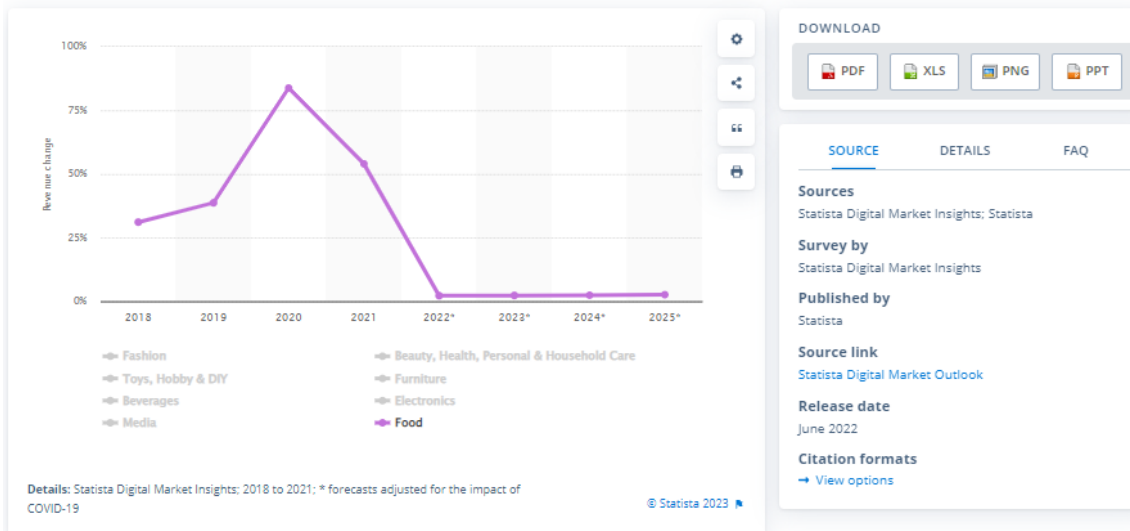 100%
75%
50%
25%
0%
Revenue change
2018
2019
2020
2021
2022*
2023*
2024*
2025*
Fashion
Beauty, Health, Personal & Household Care
Toys, Hobby & DIY
Furniture
Beverages
Electronics
Media
Food
Details: Statista Digital Market Insights; 2018 to 2021; * forecasts adjusted for the impact of
COVID-19
© Statista 2023
DOWNLOAD
PDF
XLS
PNG
PPT
SOURCE
DETAILS
FAQ
Sources
Statista Digital Market Insights; Statista
Survey by
Statista Digital Market Insights
Published by
Statista
Source link
Statista Digital Market Outlook
Release date
June 2022
Citation formats
→ View options